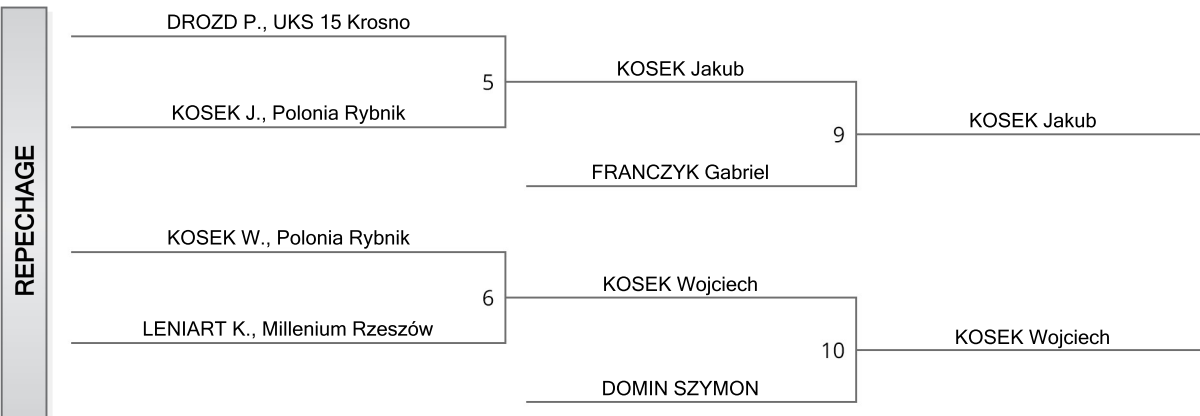 REPECHAGE
DROZD P., UKS 15 Krosno
5
KOSEK J., Polonia Rybnik
KOSEK Jakub
9
FRANCZYK Gabriel
KOSEK Jakub
KOSEK W., Polonia Rybnik
6
LENIART K., Millenium Rzeszów
KOSEK Wojciech
10
DOMIN SZYMON
KOSEK Wojciech